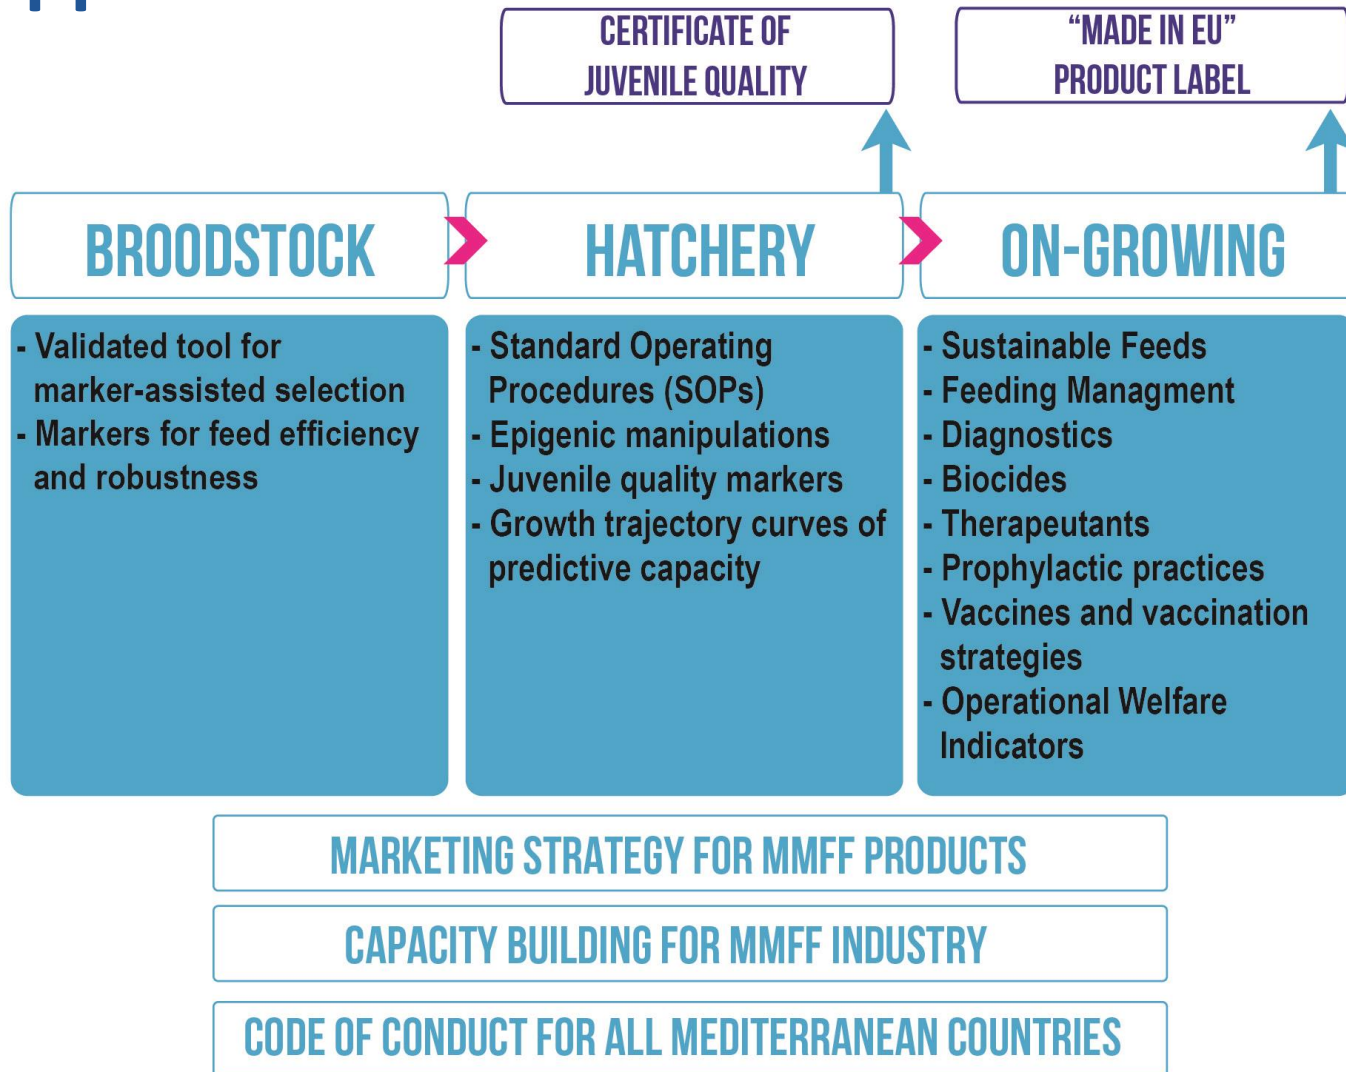 CERTIFICATE OF
JUVENILE QUALITY
“MADE IN EU”
PRODUCT LABEL
BROODSTOCK
HATCHERY
ON-GROWING
- Validated tool for
marker-assisted selection
- Markers for feed efficiency
and robustness
- Standard Operating
Procedures (SOPs)
- Epigenic manipulations
- Juvenile quality markers
- Growth trajectory curves of
predictive capacity
- Sustainable Feeds
- Feeding Managment
- Diagnostics
- Biocides
- Therapeutants
- Prophylactic practices
- Vaccines and vaccination
strategies
- Operational Welfare
Indicators
MARKETING STRATEGY FOR MMFF PRODUCTS
CAPACITY BUILDING FOR MMFF INDUSTRY
CODE OF CONDUCT FOR ALL MEDITERRANEAN COUNTRIES